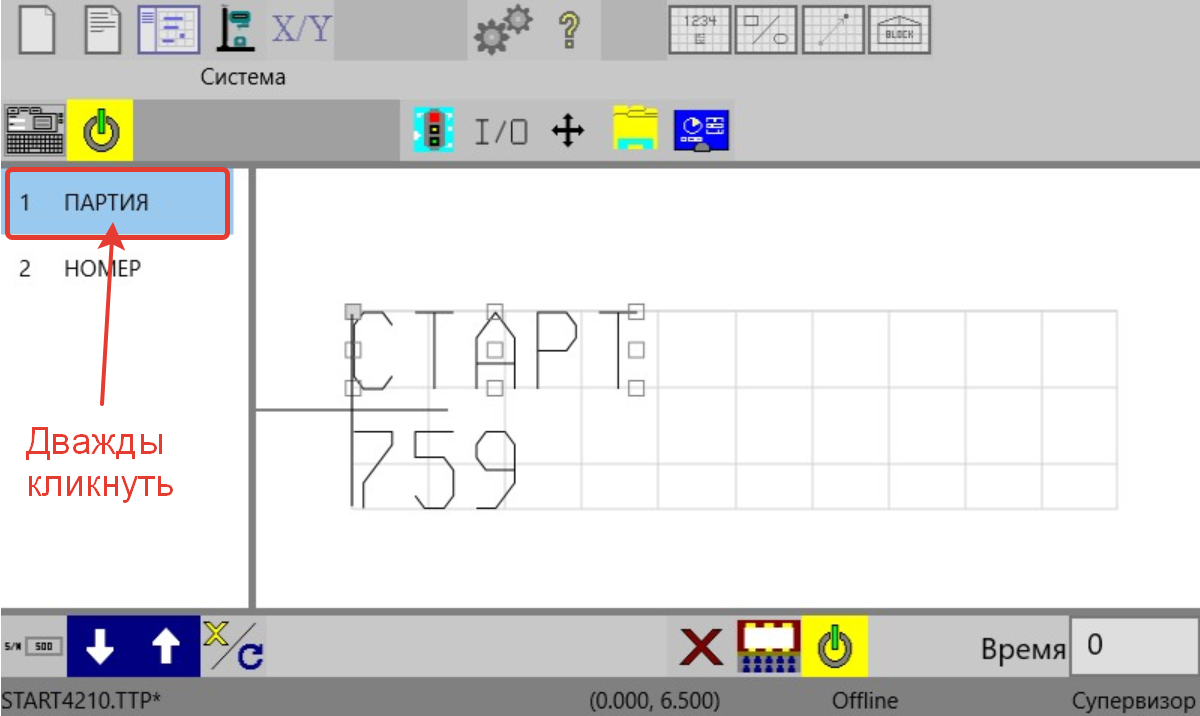 X/Y
1234
BLOCK
Система
I/O
1 ПАРТИЯ
2 НОМЕР
СТАРТ
759
Дважды
кликнуть
S/N 500
Время 0
START4210.TTP*
(0.000, 6.500)
Offline
Супервизор